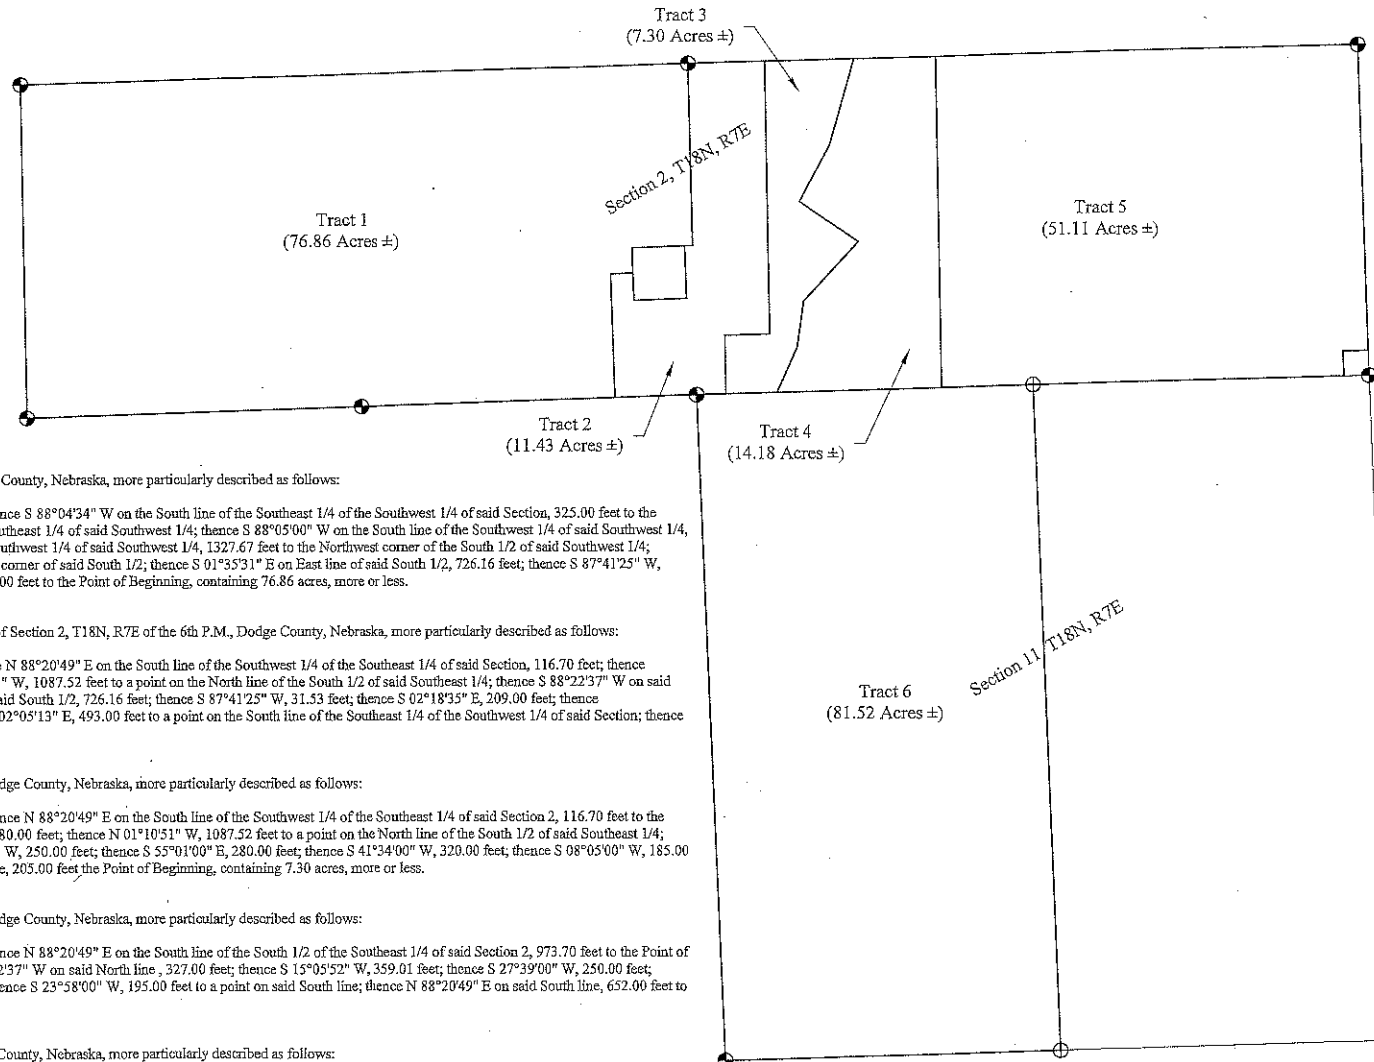 Tract 3
(7.30 Acres ±)
Section 2, T18N, R7E
Tract 1
(76.86 Acres ±)
Tract 5
(51.11 Acres ±)
Tract 2
(11.43 Acres ±)
Tract 4
(14.18 Acres ±)
Section 11, T18N, R7E
Tract 6
(81.52 Acres ±)
County, Nebraska, more particularly described as follows:
nce S 88°04'34" W on the South line of the Southeast 1/4 of the Southwest 1/4 of said Section, 325.00 feet to the
utheast 1/4 of said Southwest 1/4; thence S 88°05'00" W on the South line of the Southwest 1/4 of said Southwest 1/4,
uthwest 1/4 of said Southwest 1/4, 1327.67 feet to the Northwest corner of the South 1/2 of said Southwest 1/4;
corner of said South 1/2; thence S 01°35'31" E on East line of said South 1/2, 726.16 feet; thence S 87°41'25" W,
00 feet to the Point of Beginning, containing 76.86 acres, more or less.
f Section 2, T18N, R7E of the 6th P.M., Dodge County, Nebraska, more particularly described as follows:
e N 88°20'49" E on the South line of the Southwest 1/4 of the Southeast 1/4 of said Section, 116.70 feet; thence
" W, 1087.52 feet to a point on the North line of the South 1/2 of said Southeast 1/4; thence S 88°22'37" W on said
aid South 1/2, 726.16 feet; thence S 87°41'25" W, 31.53 feet; thence S 02°18'35" E, 209.00 feet; thence
02°05'13" E, 493.00 feet to a point on the South line of the Southeast 1/4 of the Southwest 1/4 of said Section; thence
dge County, Nebraska, more particularly described as follows:
nce N 88°20'49" E on the South line of the Southwest 1/4 of the Southeast 1/4 of said Section 2, 116.70 feet to the
80.00 feet; thence N 01°10'51" W, 1087.52 feet to a point on the North line of the South 1/2 of said Southeast 1/4;
W, 250.00 feet; thence S 55°01'00" E, 280.00 feet; thence S 41°34'00" W, 320.00 feet; thence S 08°05'00" W, 185.00
e, 205.00 feet the Point of Beginning, containing 7.30 acres, more or less.
dge County, Nebraska, more particularly described as follows:
nce N 88°20'49" E on the South line of the South 1/2 of the Southeast 1/4 of said Section 2, 973.70 feet to the Point of
2'37" W on said North line , 327.00 feet; thence S 15°05'52" W, 359.01 feet; thence S 27°39'00" W, 250.00 feet;
ence S 23°58'00" W, 195.00 feet to a point on said South line; thence N 88°20'49" E on said South line, 652.00 feet to
County, Nebraska, more particularly described as follows: